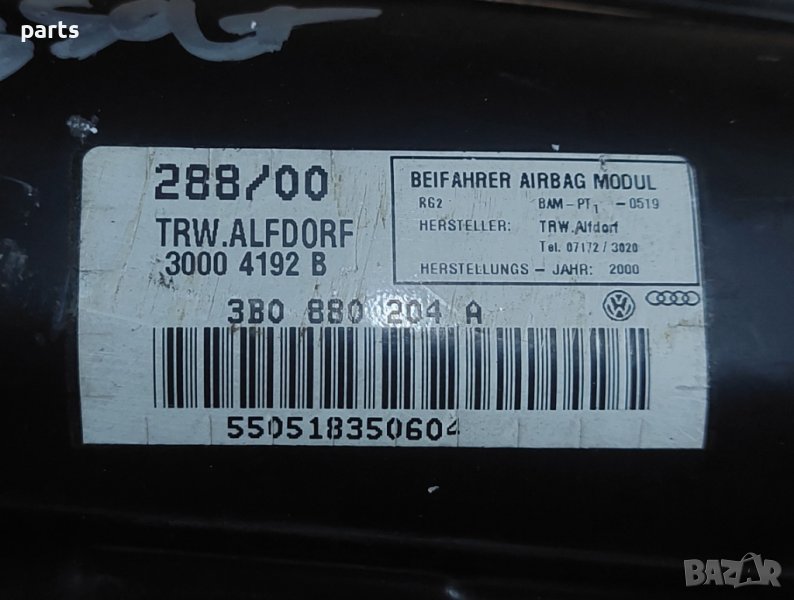 parts
288/00
TRW.ALFDORF
3000 4192 B
BEIFAHRER AIRBAG MODUL
RG2 BAM-PT1 -0519
HERSTELLER: TRW.Alfdorf
Tel. 07172 / 3020
HERSTELLUNGS - JAHR: 2000
3B0 880 204 A
550518350604
BAZAR